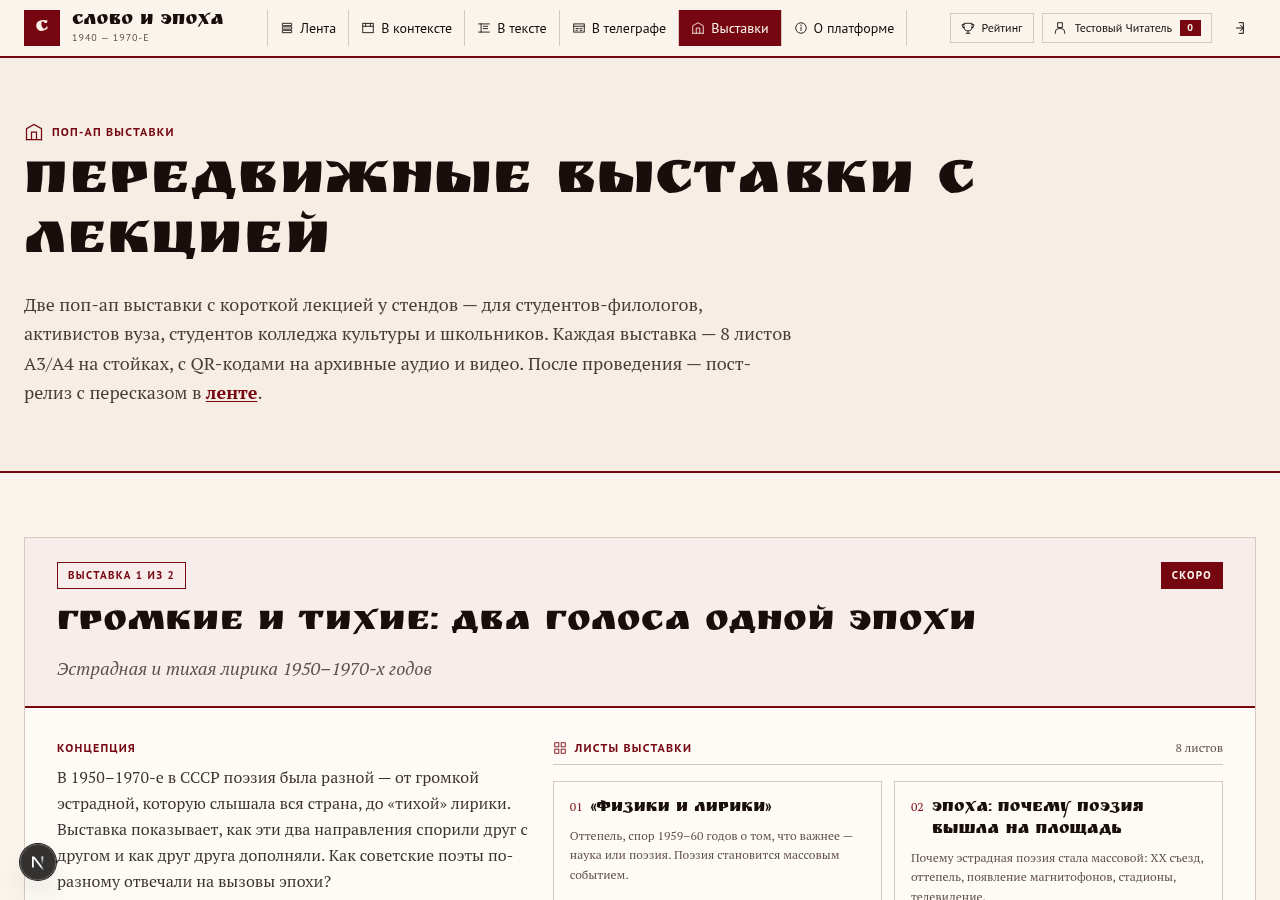 С
СЛОВО И ЭПОХА
1940 — 1970-Е
Лента
В контексте
В тексте
В телеграфе
Выставки
О платформе
Рейтинг
Тестовый Читатель 0
ПОП-АП ВЫСТАВКИ
ПЕРЕДВИЖНЫЕ ВЫСТАВКИ С
ЛЕКЦИЕЙ
Две поп-ап выставки с короткой лекцией у стендов — для студентов-филологов,
активистов вуза, студентов колледжа культуры и школьников. Каждая выставка — 8 листов
А3/А4 на стойках, с QR-кодами на архивные аудио и видео. После проведения — пост-
релиз с пересказом в ленте.
ВЫСТАВКА 1 ИЗ 2
СКОРО
ГРОМКИЕ И ТИХИЕ: ДВА ГОЛОСА ОДНОЙ ЭПОХИ
Эстрадная и тихая лирика 1950–1970-х годов
КОНЦЕПЦИЯ
В 1950–1970-е в СССР поэзия была разной — от громкой
эстрадной, которую слышала вся страна, до «тихой» лирики.
Выставка показывает, как эти два направления спорили друг с
другом и как друг друга дополняли. Как советские поэты по-
разному отвечали на вызовы эпохи?
N
ЛИСТЫ ВЫСТАВКИ
8 листов
01 «ФИЗИКИ И ЛИРИКИ»
Оттепель, спор 1959–60 годов о том, что важнее —
наука или поэзия. Поэзия становится массовым
событием.
02 ЭПОХА: ПОЧЕМУ ПОЭЗИЯ
ВЫШЛА НА ПЛОЩАДЬ
Почему эстрадная поэзия стала массовой: XX съезд,
оттепель, появление магнитофонов, стадионы,
телевидение.